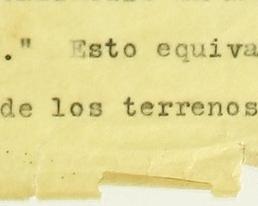 ." Esto equiva
de los terrenos